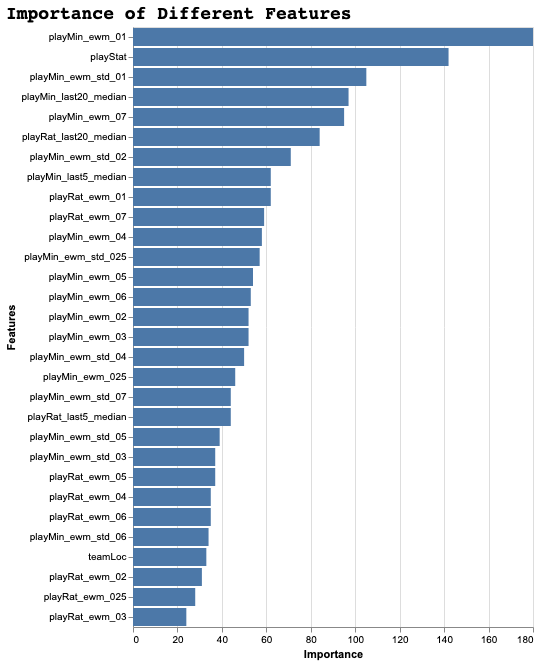 Importance of Different Features
playMin_ewm_01
playStat
playMin_ewm_std_01
playMin_last20_median
playMin_ewm_07
playRat_last20_median
playMin_ewm_std_02
playMin_last5_median
playRat_ewm_01
playRat_ewm_07
playMin_ewm_04
playMin_ewm_std_025
playMin_ewm_05
playMin_ewm_06
playMin_ewm_02
playMin_ewm_03
playMin_ewm_std_04
playMin_ewm_025
playMin_ewm_std_07
playRat_last5_median
playMin_ewm_std_05
playMin_ewm_std_03
playRat_ewm_05
playRat_ewm_04
playRat_ewm_06
playMin_ewm_std_06
teamLoc
playRat_ewm_02
playRat_ewm_025
playRat_ewm_03
Features
0 20 40 60 80 100 120 140 160 180
Importance